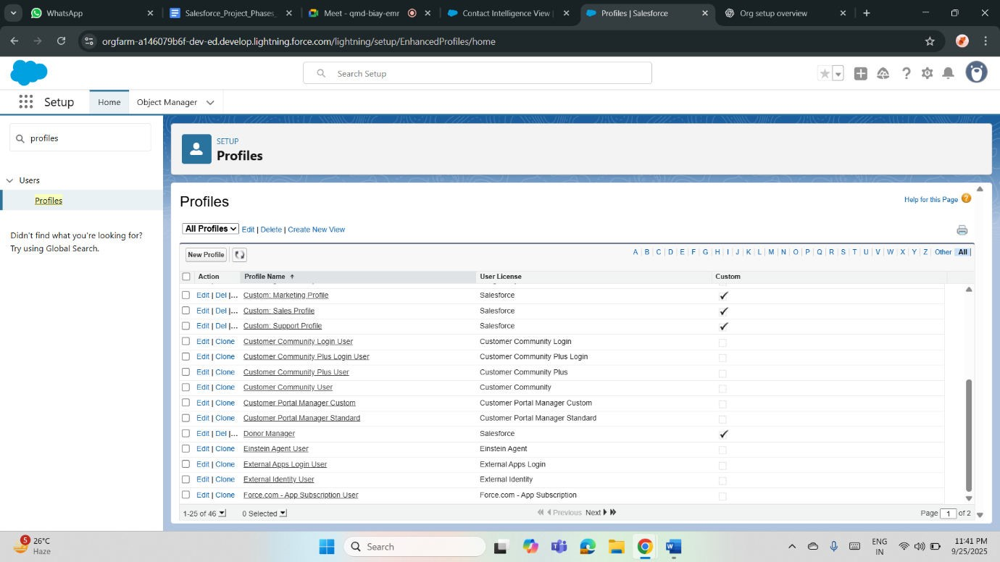 WhatsApp
Salesforce_Project_Phases_
Meet - qmd-biay-emr
Contact Intelligence View |
Profiles | Salesforce
Org setup overview
orgfarm-a146079b6f-dev-ed.develop.lightning.force.com/lightning/setup/EnhancedProfiles/home
Search Setup
Setup
Home
Object Manager
profiles
Users
Profiles
Didn't find what you're looking for?
Try using Global Search.
SETUP
Profiles
Profiles
Help for this Page
All Profiles Edit | Delete | Create New View
New Profile
A | B | C | D | E | F | G | H | I | J | K | L | M | N | O | P | Q | R | S | T | U | V | W | X | Y | Z | Other | All |
Action Profile Name User License Custom
Edit | Del |... Custom: Marketing Profile Salesforce
Edit | Del |... Custom: Sales Profile Salesforce
Edit | Del |... Custom: Support Profile Salesforce
Edit | Clone Customer Community Login User Customer Community Login
Edit | Clone Customer Community Plus Login User Customer Community Plus Login
Edit | Clone Customer Community Plus User Customer Community Plus
Edit | Clone Customer Community User Customer Community
Edit | Clone Customer Portal Manager Custom Customer Portal Manager Custom
Edit | Clone Customer Portal Manager Standard Customer Portal Manager Standard
Edit | Del |... Donor Manager Salesforce
Edit | Clone Einstein Agent User Einstein Agent
Edit | Clone External Apps Login User External Apps Login
Edit | Clone External Identity User External Identity
Edit | Clone Force.com - App Subscription User Force.com - App Subscription
1-25 of 46 0 Selected Previous Next Page 1 of 2
5
26°C
Haze
Search
ENG
IN
11:41 PM
9/25/2025